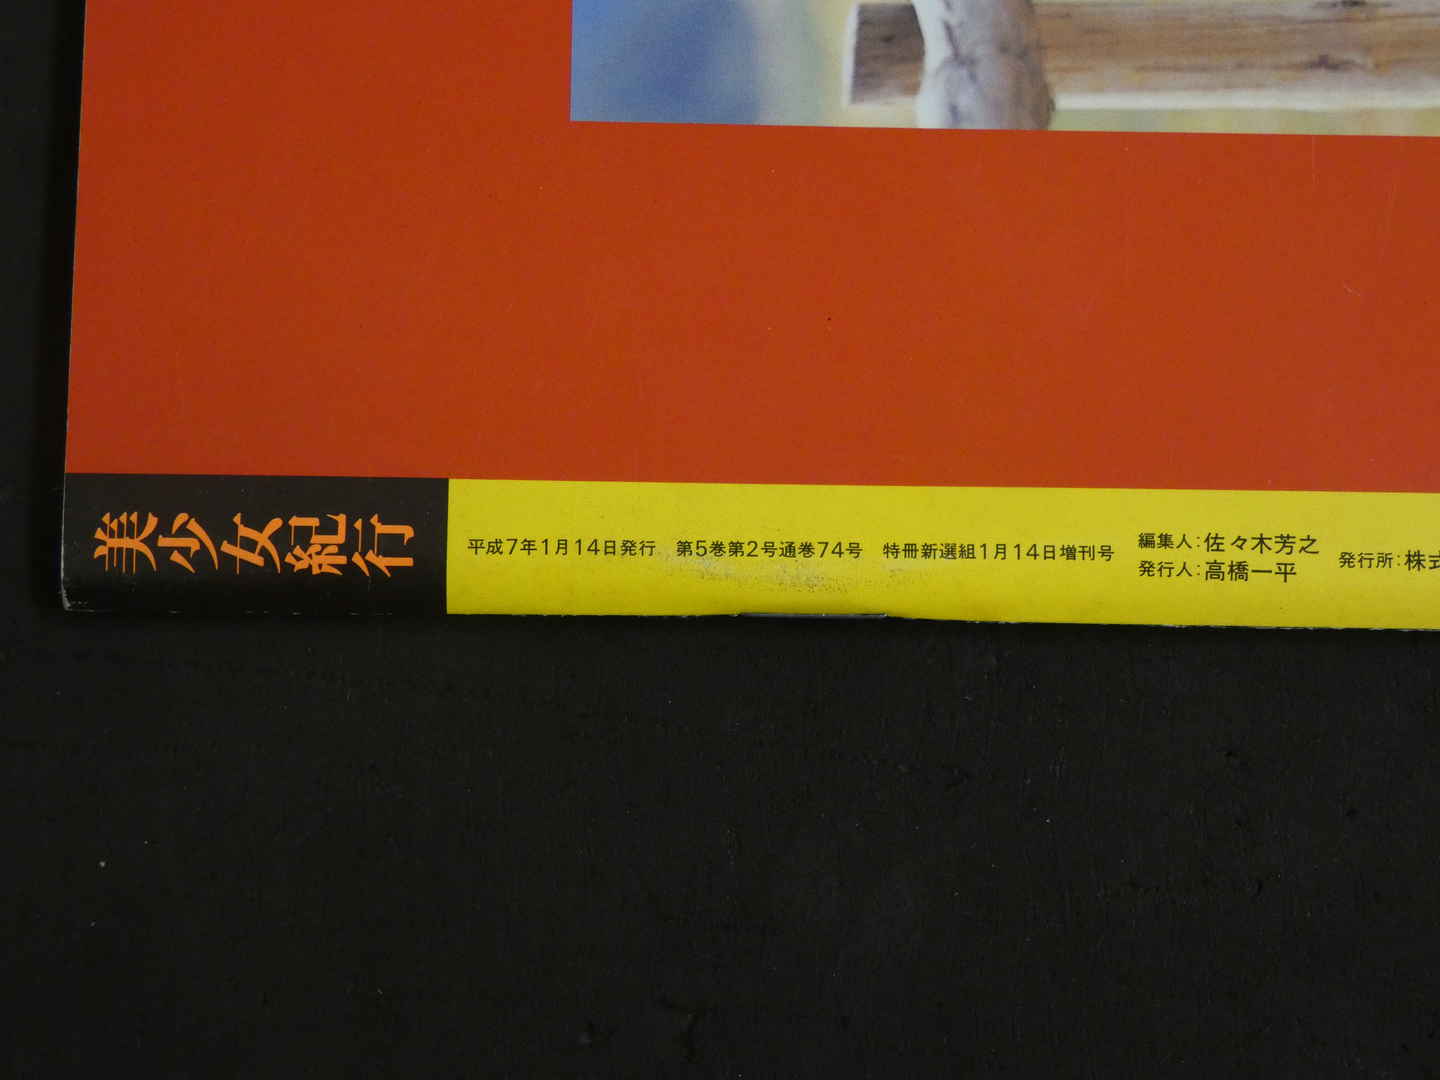 美少女紀行
平成7年1月14日発行 第5巻第2号通巻74号 特冊新選組1月14日増刊号
編集人:佐々木芳之
発行人:高橋一平
発行所:株式